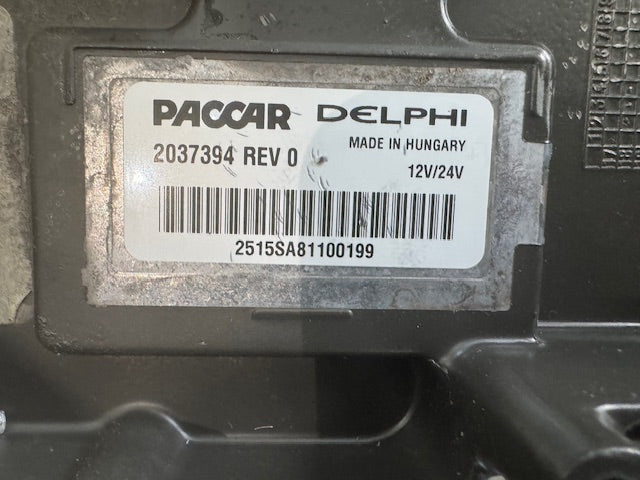 PACCAR DELPHI
2037394 REV 0
MADE IN HUNGARY
12V/24V
2515SA81100199